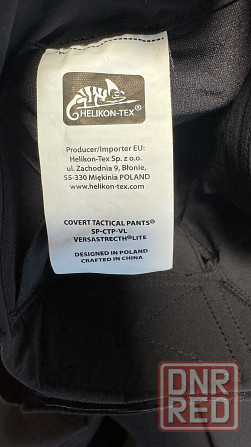 HELIKON-TEX®
Producer/Importer EU:
Helikon-Tex Sp. z o.o.
ul. Zachodnia 9, Błonie,
55-330 Miękinia POLAND
www.helikon-tex.com
COVERT TACTICAL PANTS®
SP-CTP-VL
VERSASTRECTH®LITE
DESIGNED IN POLAND
CRAFTED IN CHINA
DNR
RED